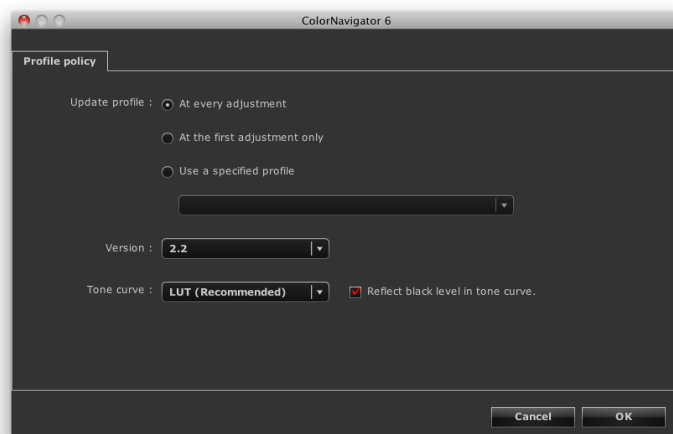 ColorNavigator 6
Profile policy
Update profile : At every adjustment
At the first adjustment only
Use a specified profile
Version : 2.2
Tone curve : LUT (Recommended) Reflect black level in tone curve.
Cancel OK